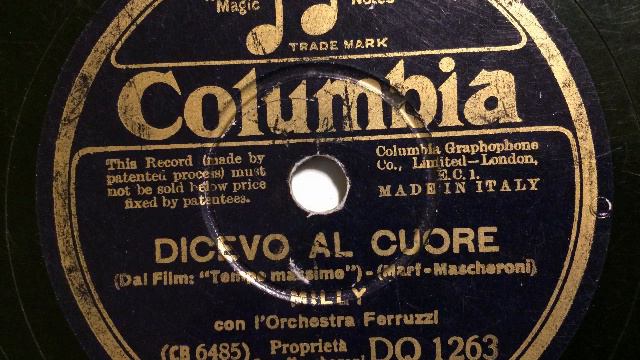 "Magic Notes"
TRADE MARK
Columbia
This Record (made by
patented process) must
not be sold below price
fixed by patentees.
Columbia Graphophone
Co., Limited-London,
E.C.1.
MADE IN ITALY
DICEVO AL CUORE
(Dal Film: "Tempo massimo") - (Marf-Mascheroni)
MILLY
con l'Orchestra Ferruzzi
(CB 6485) Proprietà DQ 1263